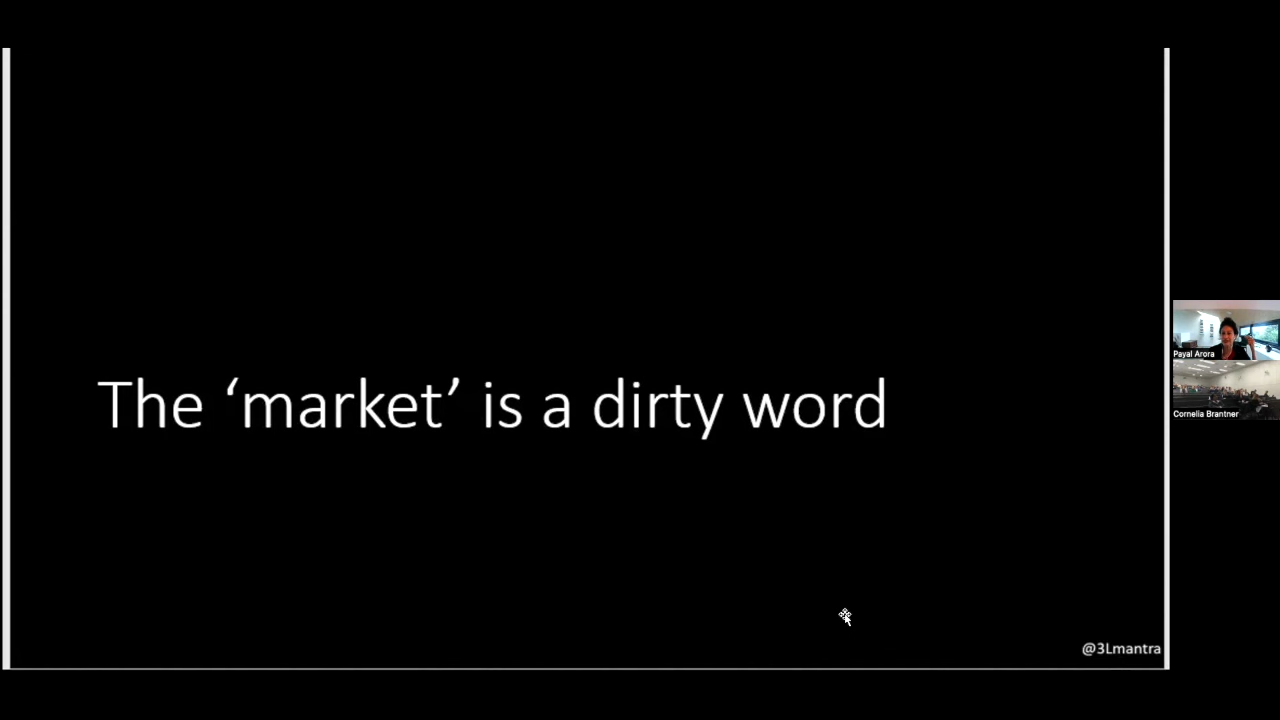 The ‘market’ is a dirty word
@3Lmantra
Payal Arora
Cornelia Brantner